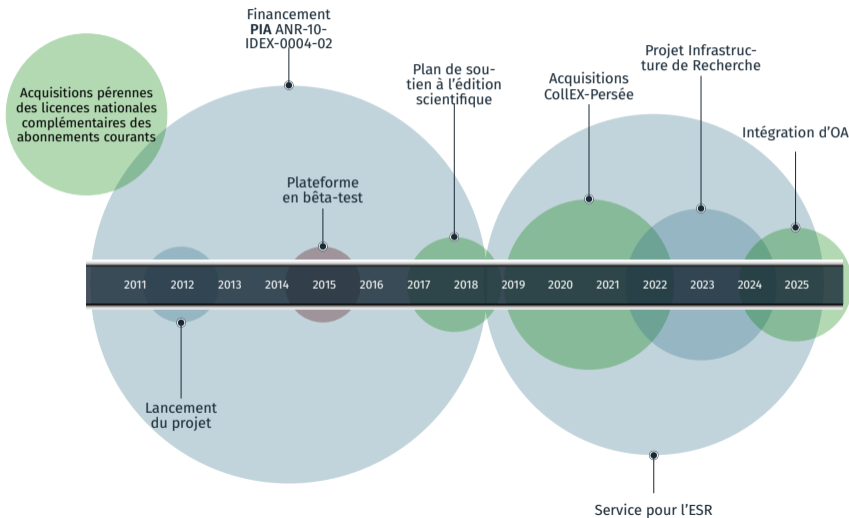 Financement
PIA ANR-10-
IDEX-0004-02
Acquisitions pérennes
des licences nationales
complémentaires des
abonnements courants
Plan de sou-
tien à l'édition
scientifique
Acquisitions
CollEX-Persée
Projet Infrastruc-
ture de Recherche
Intégration d'OA
Plateforme
en bêta-test
2011 2012 2013 2014 2015 2016 2017 2018 2019 2020 2021 2022 2023 2024 2025
Lancement
du projet
Service pour l'ESR